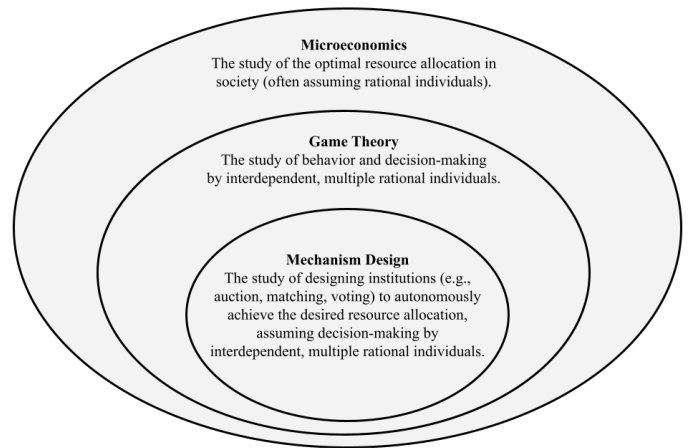 Microeconomics
The study of the optimal resource allocation in
society (often assuming rational individuals).
Game Theory
The study of behavior and decision-making
by interdependent, multiple rational individuals.
Mechanism Design
The study of designing institutions (e.g.,
auction, matching, voting) to autonomously
achieve the desired resource allocation,
assuming decision-making by
interdependent, multiple rational individuals.